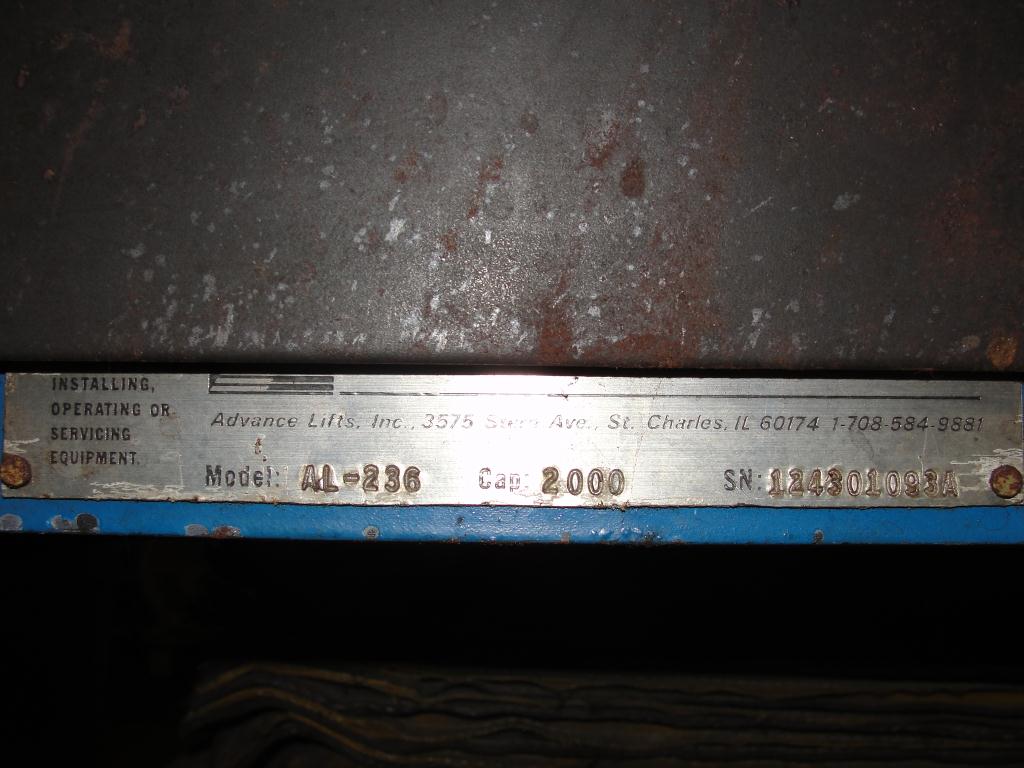 INSTALLING,
OPERATING OR
SERVICING
EQUIPMENT.
Advance Lifts, Inc., 3575 Ave., St. Charles, IL 60174 1-708-584-9881
Model: AL-236 Cap: 2000 SN: 124301093A